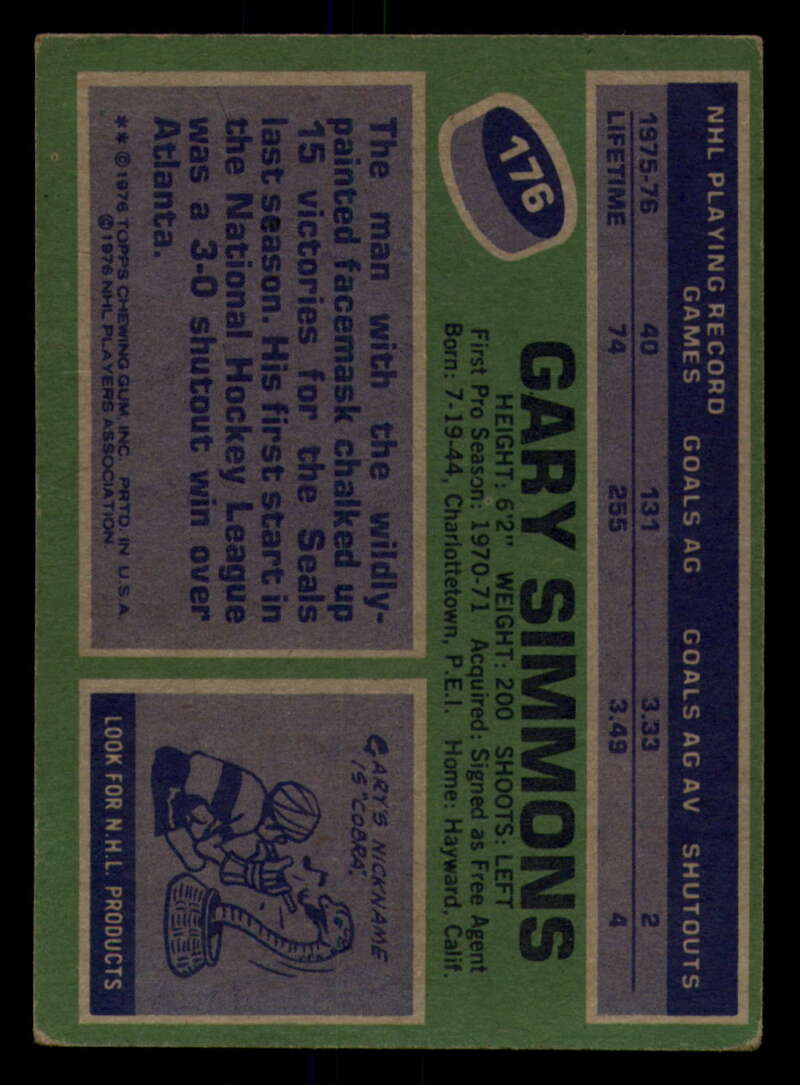 NHL PLAYING RECORD
GAMES GOALS AG GOALS AG AV SHUTOUTS
1975-76 40 131 3.33 2
LIFETIME 74 255 3.49 4
176
GARY SIMMONS
HEIGHT: 6'2" WEIGHT: 200 SHOOTS: LEFT
First Pro Season: 1970-71 Acquired: Signed as Free Agent
Born: 7-19-44, Charlottetown, P.E.I. Home: Hayward, Calif.
The man with the wildly-
painted facemask chalked up
15 victories for the Seals
last season. His first start in
the National Hockey League
was a 3-0 shutout win over
Atlanta.
** © 1976 TOPPS CHEWING GUM, INC. PRTD. IN U.S.A.
© 1976 NHL PLAYERS ASSOCIATION.
GARY'S NICKNAME
IS "COBRA".
LOOK FOR N.H.L. PRODUCTS